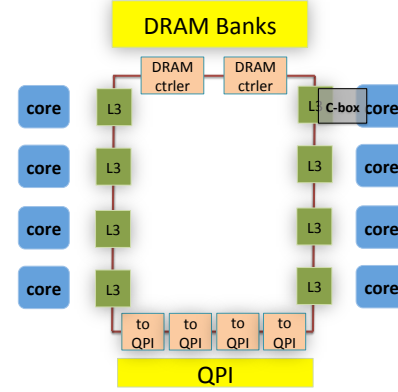 DRAM Banks
DRAM DRAM
ctrler ctrler
core L3 L3 C-box core
core L3 L3 core
core L3 L3 core
core L3 L3 core
to to to to
QPI QPI QPI QPI
QPI